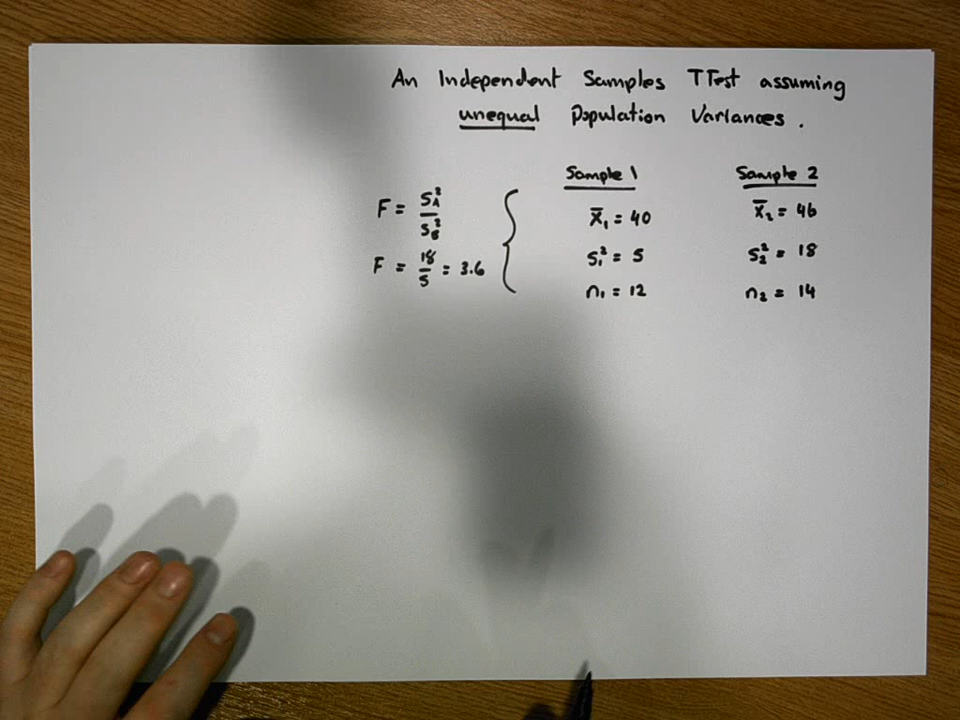 An Independent Samples TTest assuming
unequal Population Variances.
Sample 1 Sample 2
F = S²A / S²B
F = 18/5 = 3.6
x̄₁ = 40 x̄₂ = 46
S₁² = 5 S₂² = 18
n₁ = 12 n₂ = 14